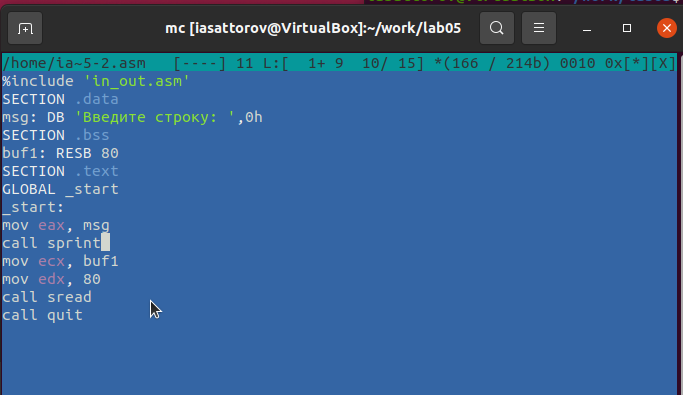 mc [iasattorov@VirtualBox]:~/work/lab05
/home/ia~5-2.asm   [----] 11 L:[  1+ 9  10/ 15] *(166 / 214b) 0010 0x[*][X]
%include 'in_out.asm'
SECTION .data
msg: DB 'Введите строку: ',0h
SECTION .bss
buf1: RESB 80
SECTION .text
GLOBAL _start
_start:
mov eax, msg
call sprint
mov ecx, buf1
mov edx, 80
call sread
call quit